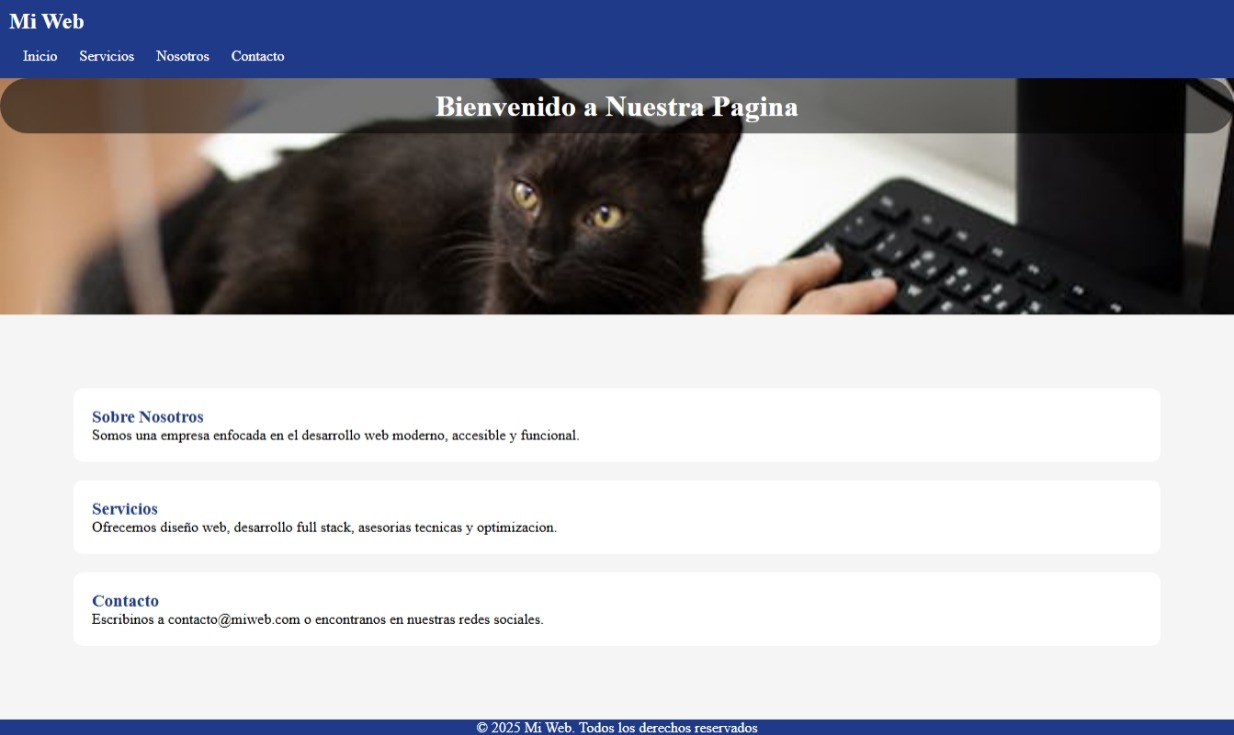 Mi Web
Inicio Servicios Nosotros Contacto
Bienvenido a Nuestra Pagina
Sobre Nosotros
Somos una empresa enfocada en el desarrollo web moderno, accesible y funcional.
Servicios
Ofrecemos diseño web, desarrollo full stack, asesorias tecnicas y optimizacion.
Contacto
Escribinos a contacto@miweb.com o encontranos en nuestras redes sociales.
© 2025 Mi Web. Todos los derechos reservados